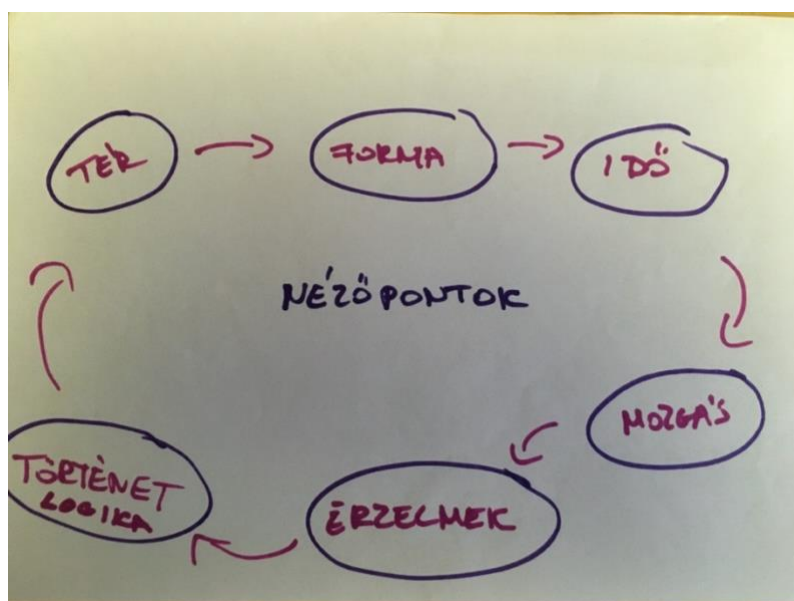 TÉR
FORMA
IDŐ
NÉZŐPONTOK
MOZGÁS
ÉRZELMEK
TÖRTÉNET
LOGIKA